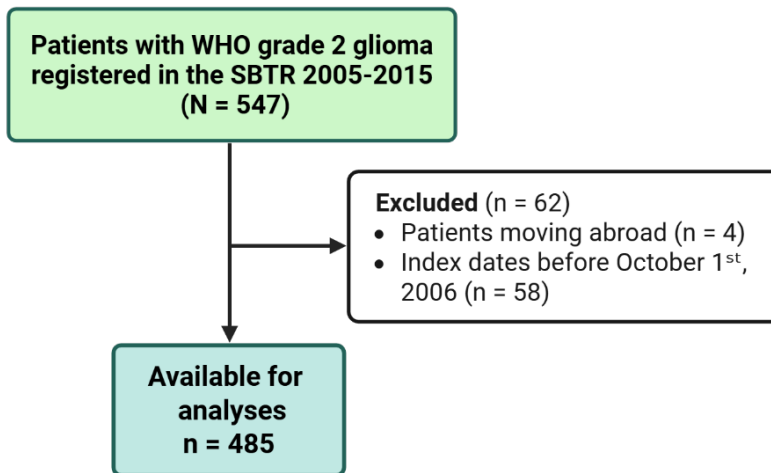 Patients with WHO grade 2 glioma
registered in the SBTR 2005-2015
(N = 547)
Excluded (n = 62)
• Patients moving abroad (n = 4)
• Index dates before October 1ˢᵗ,
2006 (n = 58)
Available for
analyses
n = 485